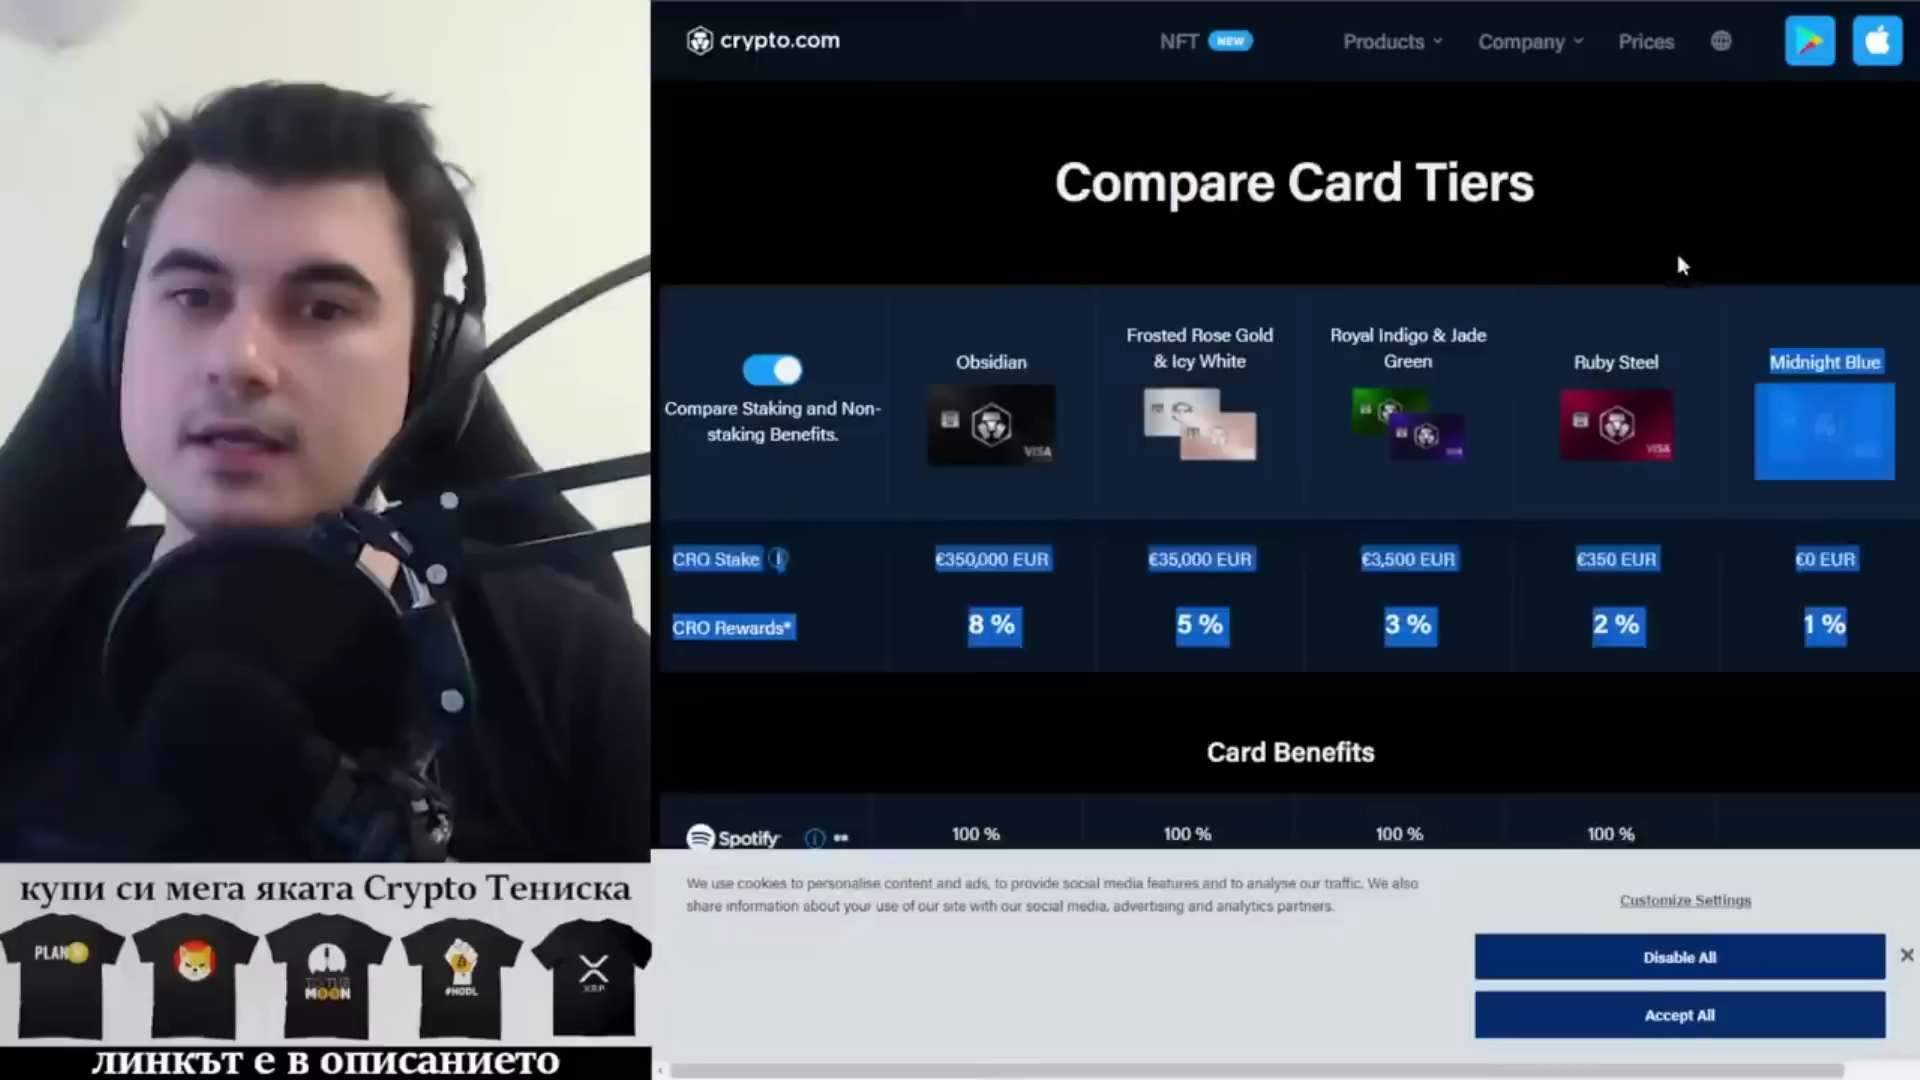 crypto.com
NFT NEW
Products
Company
Prices
Compare Card Tiers
Compare Staking and Non-
staking Benefits.
Obsidian
VISA
Frosted Rose Gold
& Icy White
Royal Indigo & Jade
Green
Ruby Steel
VISA
Midnight Blue
CRO Stake €350,000 EUR €35,000 EUR €3,500 EUR €350 EUR €0 EUR
CRO Rewards* 8 % 5 % 3 % 2 % 1 %
Card Benefits
Spotify ** 100 % 100 % 100 % 100 %
We use cookies to personalise content and ads, to provide social media features and to analyse our traffic. We also
share information about your use of our site with our social media, advertising and analytics partners.
Customize Settings
Disable All
Accept All
купи си мега яката Crypto Тениска
PLAN
TO THE
MOON
#HODL
XRP
линкът е в описанието